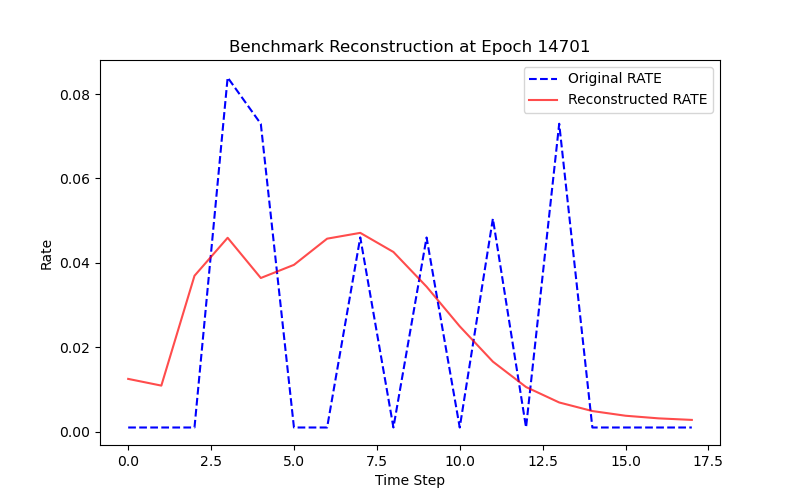 Benchmark Reconstruction at Epoch 14701
Original RATE
Reconstructed RATE
Rate
0.08
0.06
0.04
0.02
0.00
0.0 2.5 5.0 7.5 10.0 12.5 15.0 17.5
Time Step